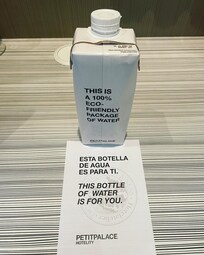 THIS IS
A 100%
ECO-
FRIENDLY
PACKAGE
OF WATER
PETITPALACE
ESTA BOTELLA
DE AGUA
ES PARA TI.
THIS BOTTLE
OF WATER
IS FOR YOU.
PETITPALACE
HOTELITY